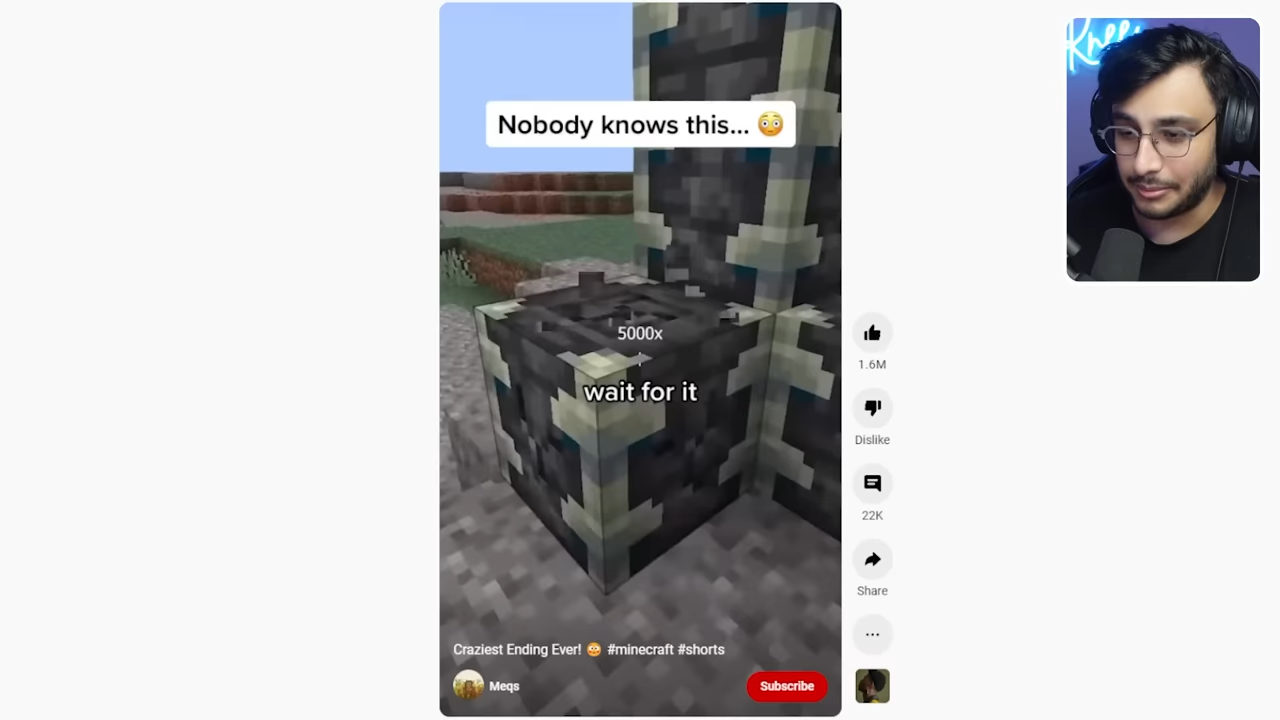 Nobody knows this... 😳
5000x
wait for it
1.6M
Dislike
22K
Share
Craziest Ending Ever! 😳 #minecraft #shorts
Meqs
Subscribe